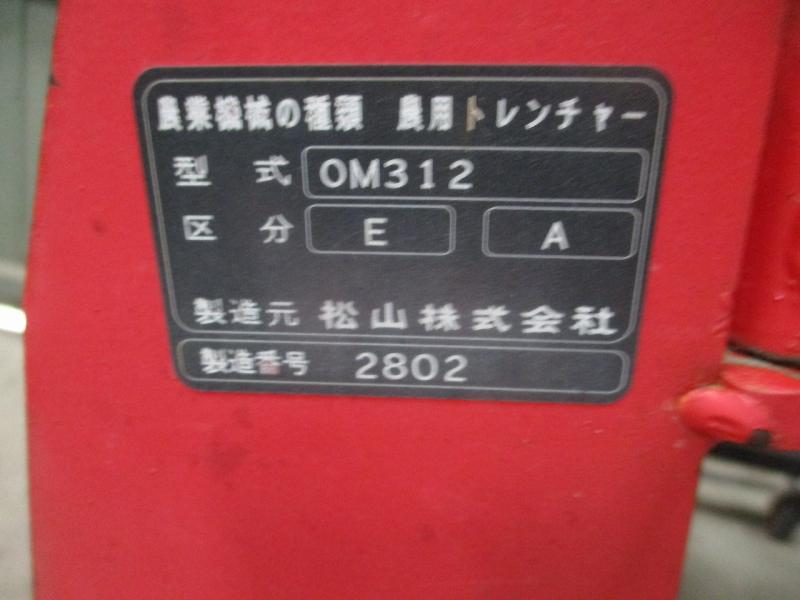 農業機械の種類 農用トレンチャー
型式 OM312
区分 E A
製造元 松山株式会社
製造番号 2802